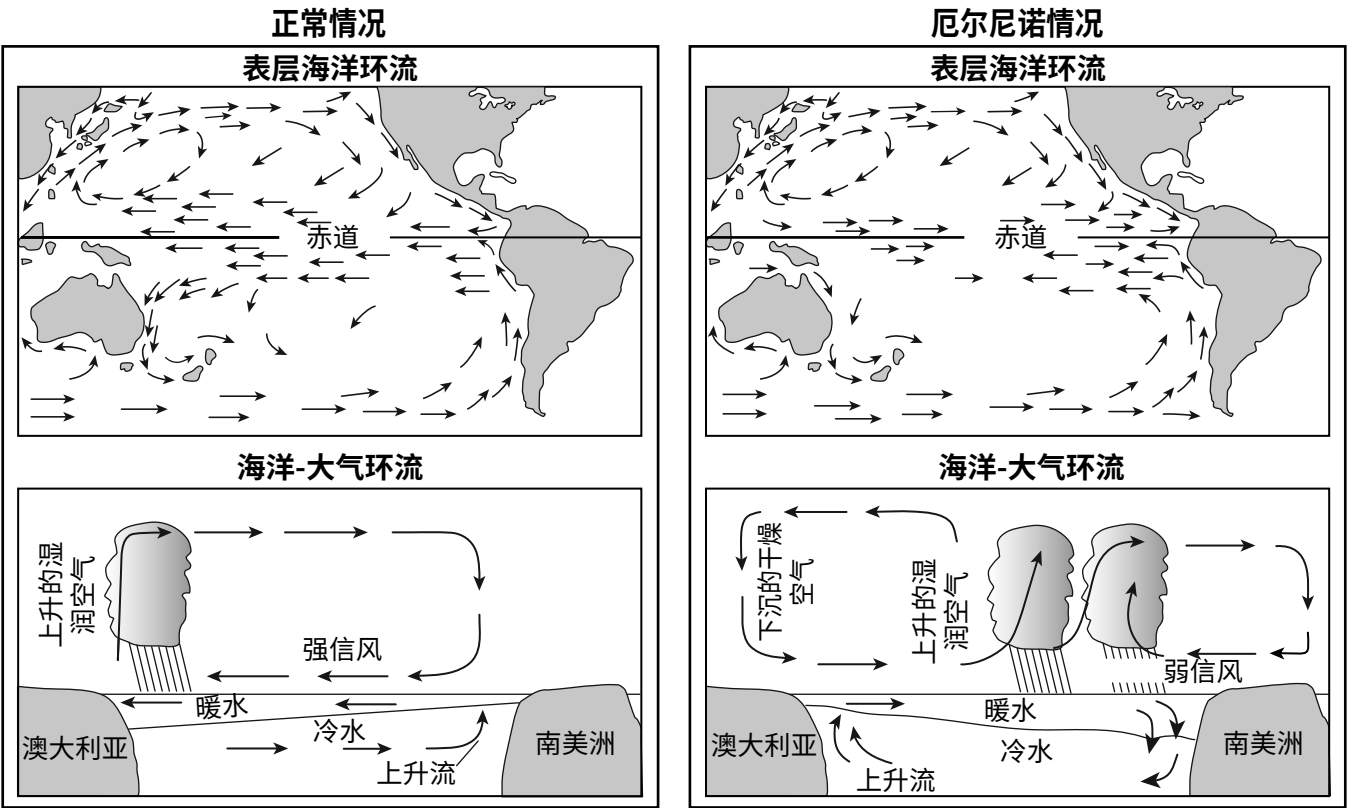 正常情况
表层海洋环流
赤道
海洋-大气环流
上升的湿
润空气
强信风
暖水
冷水
澳大利亚
上升流
南美洲
厄尔尼诺情况
表层海洋环流
赤道
海洋-大气环流
下沉的干燥
空气
上升的湿
润空气
弱信风
暖水
冷水
澳大利亚
上升流
南美洲